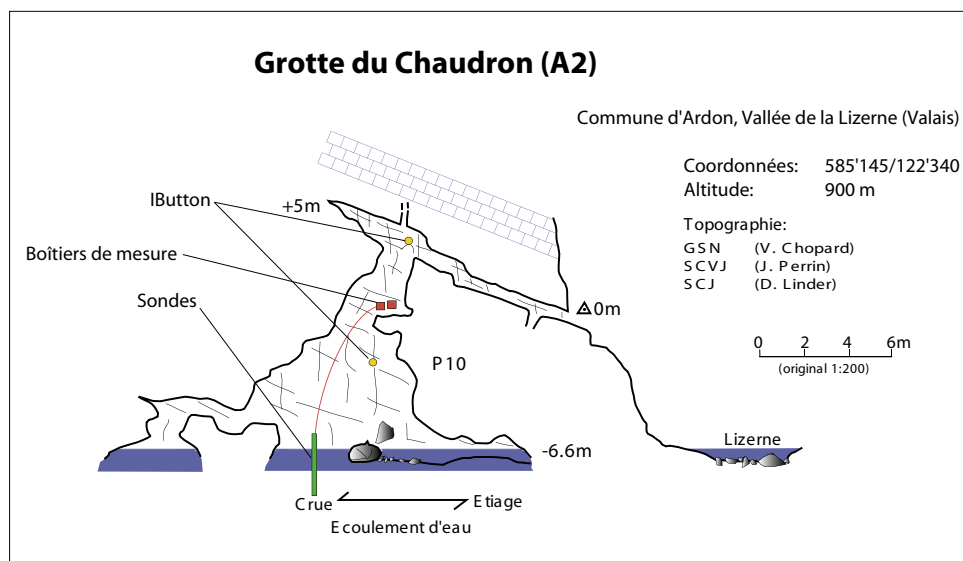 Grotte du Chaudron (A2)
Commune d'Ardon, Vallée de la Lizerne (Valais)
Coordonnées: 585'145/122'340
Altitude: 900 m
Topographie:
GSN (V. Chopard)
SCVJ (J. Perrin)
SCJ (D. Linder)
IButton
+5m
Boîtiers de mesure
Sondes
0m
0 2 4 6m
(original 1:200)
P10
Lizerne
-6.6m
Crue Etiage
Ecoulement d'eau